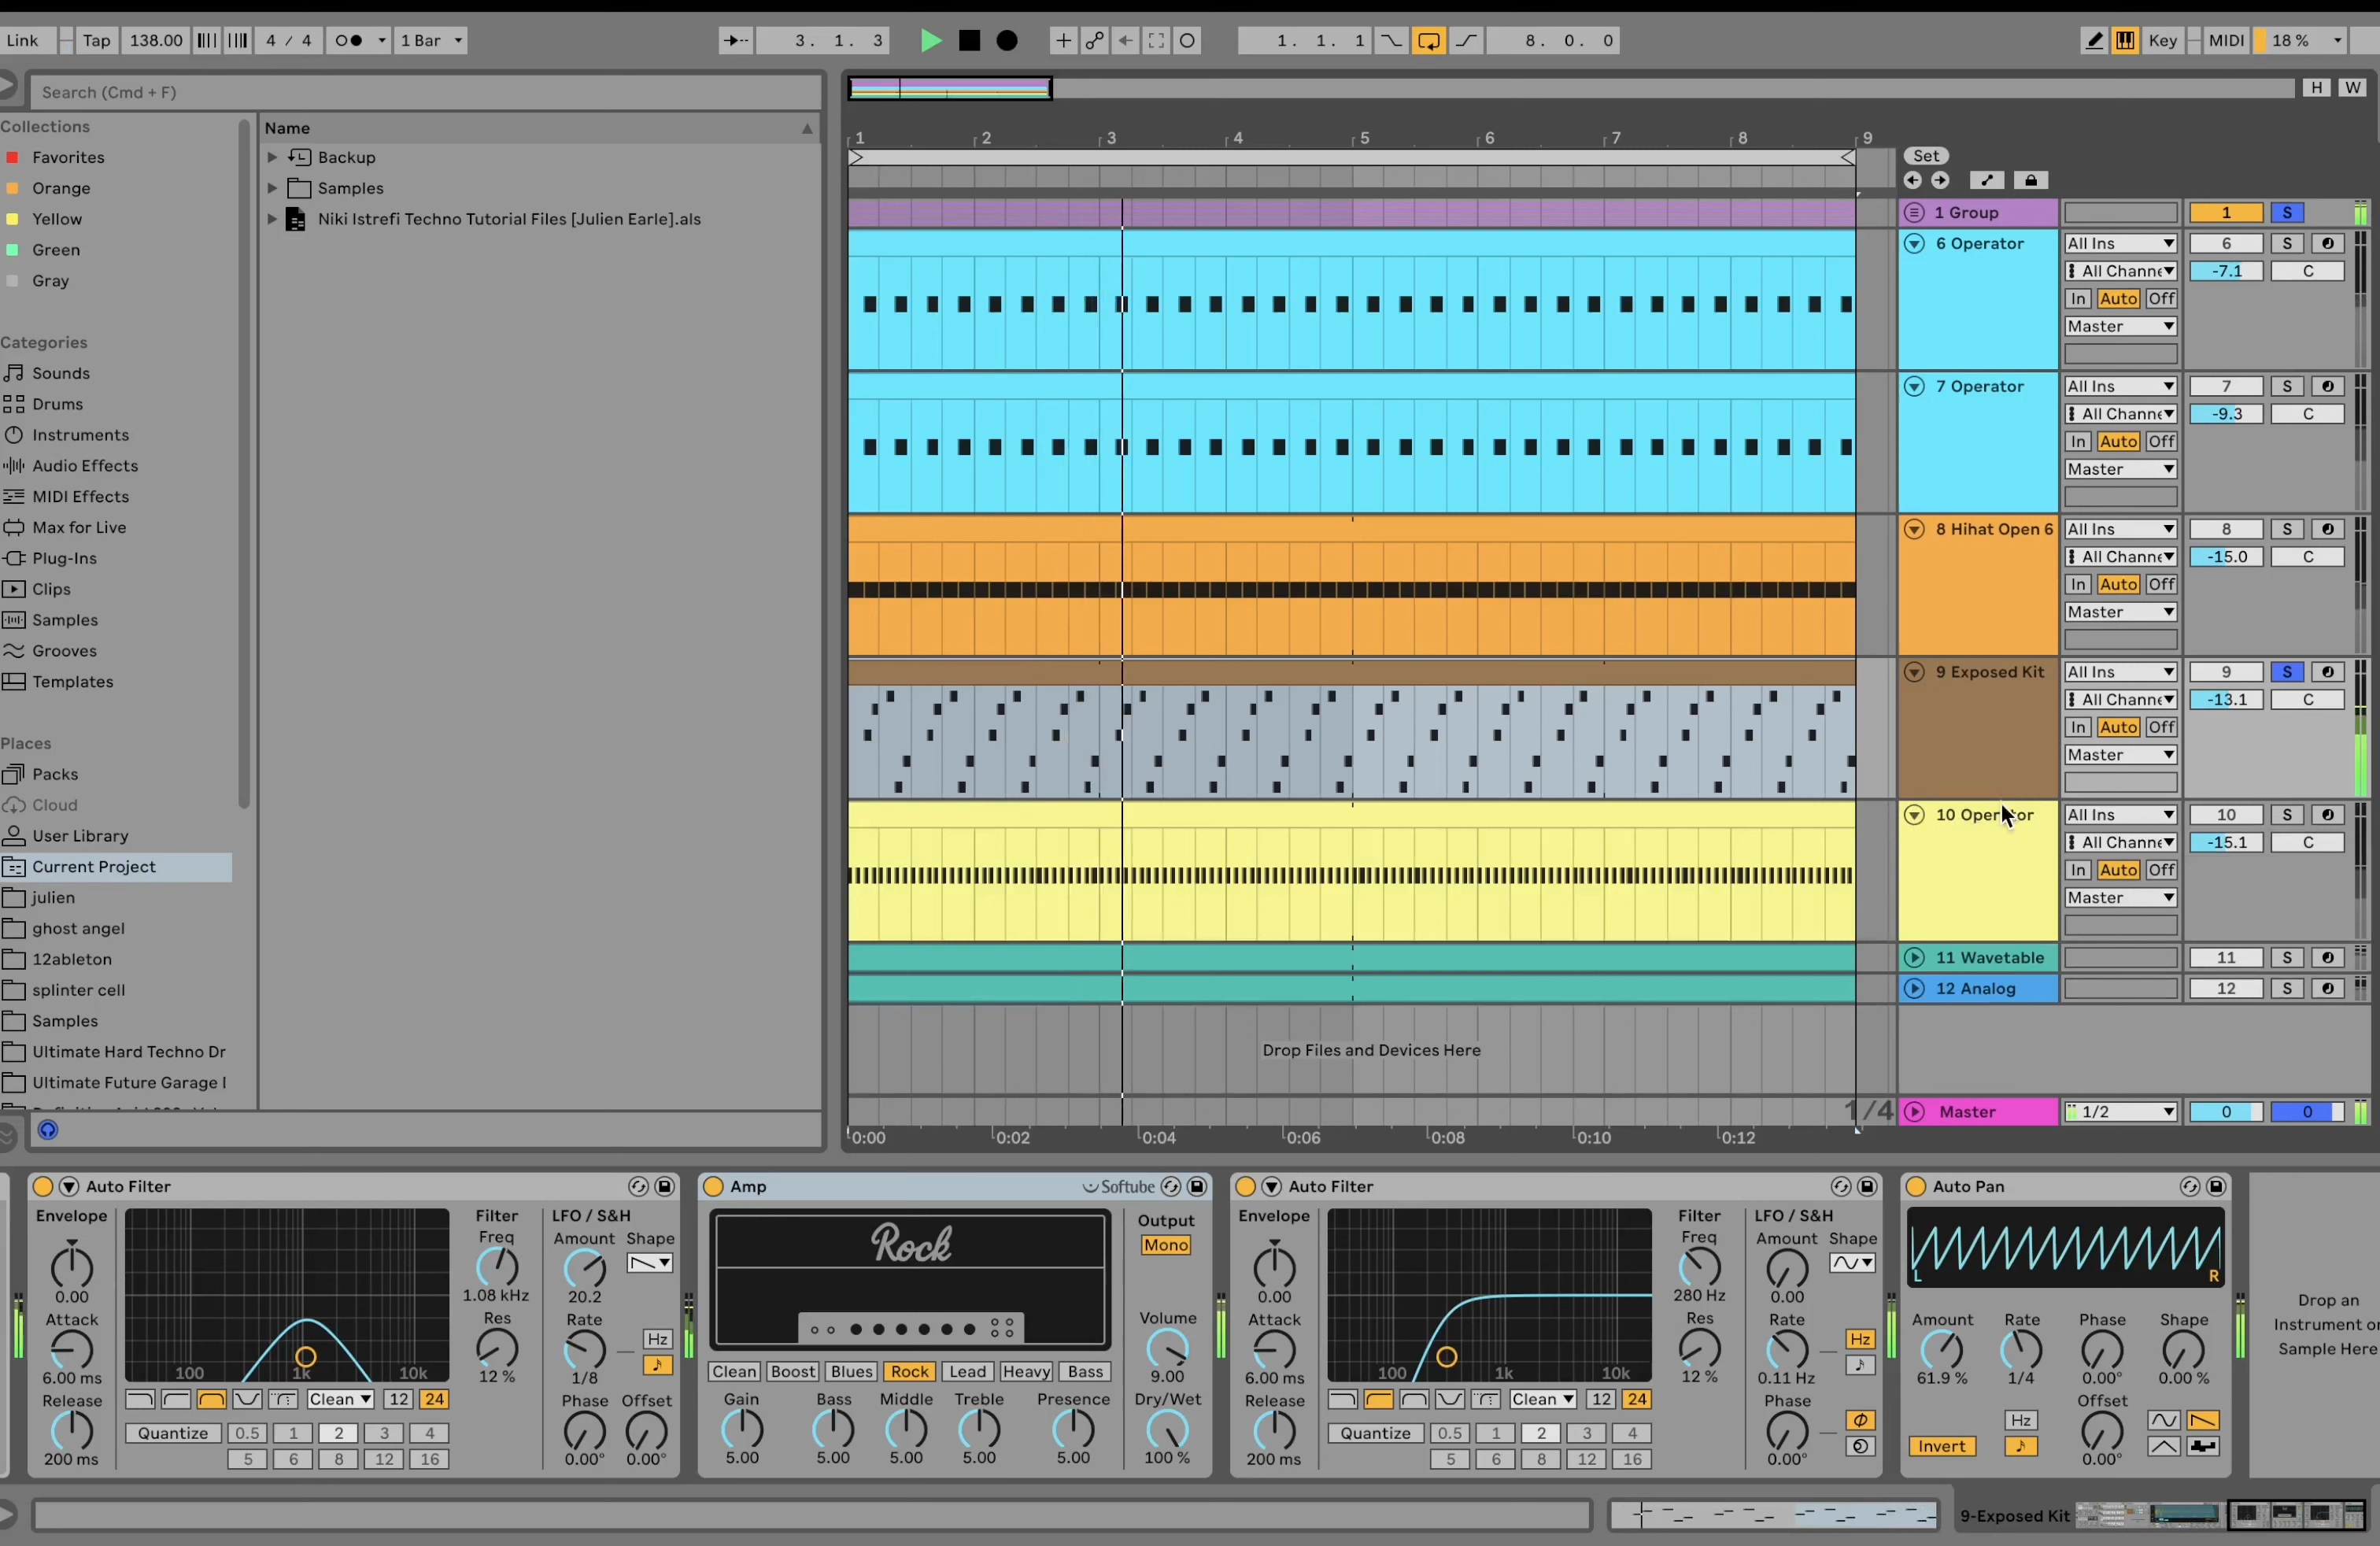 Link Tap 138.00 4 / 4 1 Bar 3. 1. 3 1. 1. 1 8. 0. 0 Key MIDI 18 %
Search (Cmd + F)
H W
Collections
Favorites
Orange
Yellow
Green
Gray
Categories
Sounds
Drums
Instruments
Audio Effects
MIDI Effects
Max for Live
Plug-Ins
Clips
Samples
Grooves
Templates
Places
Packs
Cloud
User Library
Current Project
julien
ghost angel
12ableton
splinter cell
Samples
Ultimate Hard Techno Dr
Ultimate Future Garage
Name
Backup
Samples
Niki Istrefi Techno Tutorial Files [Julien Earle].als
1 2 3 4 5 6 7 8 9
Set
1 Group 1 S
6 Operator All Ins 6 S
All Channe -7.1 C
In Auto Off
Master
7 Operator All Ins 7 S
All Channe -9.3 C
In Auto Off
Master
8 Hihat Open 6 All Ins 8 S
All Channe -15.0 C
In Auto Off
Master
9 Exposed Kit All Ins 9 S
All Channe -13.1 C
In Auto Off
Master
10 Operator All Ins 10 S
All Channe -15.1 C
In Auto Off
Master
11 Wavetable 11 S
12 Analog 12 S
Drop Files and Devices Here
1/4
Master 1/2 0 0
0:00 0:02 0:04 0:06 0:08 0:10 0:12
Auto Filter
Envelope Filter LFO / S&H
Freq Amount Shape
0.00 1.08 kHz 20.2
Attack Res Rate
Hz
100 1k 10k
6.00 ms 12 % 1/8
Release Clean 12 24 Phase Offset
Quantize 0.5 1 2 3 4
200 ms 5 6 8 12 16 0.00° 0.00°
Amp Softube
Rock
Output
Mono
Volume
9.00
Clean Boost Blues Rock Lead Heavy Bass
Gain Bass Middle Treble Presence Dry/Wet
5.00 5.00 5.00 5.00 5.00 100 %
Auto Filter
Envelope Filter LFO / S&H
Freq Amount Shape
0.00 280 Hz 0.00
Attack Res Rate
Hz
100 1k 10k
6.00 ms 12 % 0.11 Hz
Release Clean 12 24 Phase
Quantize 0.5 1 2 3 4
200 ms 5 6 8 12 16 0.00°
Auto Pan
L R
Amount Rate Phase Shape
61.9 % 1/4 0.00° 0.00 %
Offset
Hz
Invert 0.00°
Drop an
Instrument or
Sample Here
9-Exposed Kit